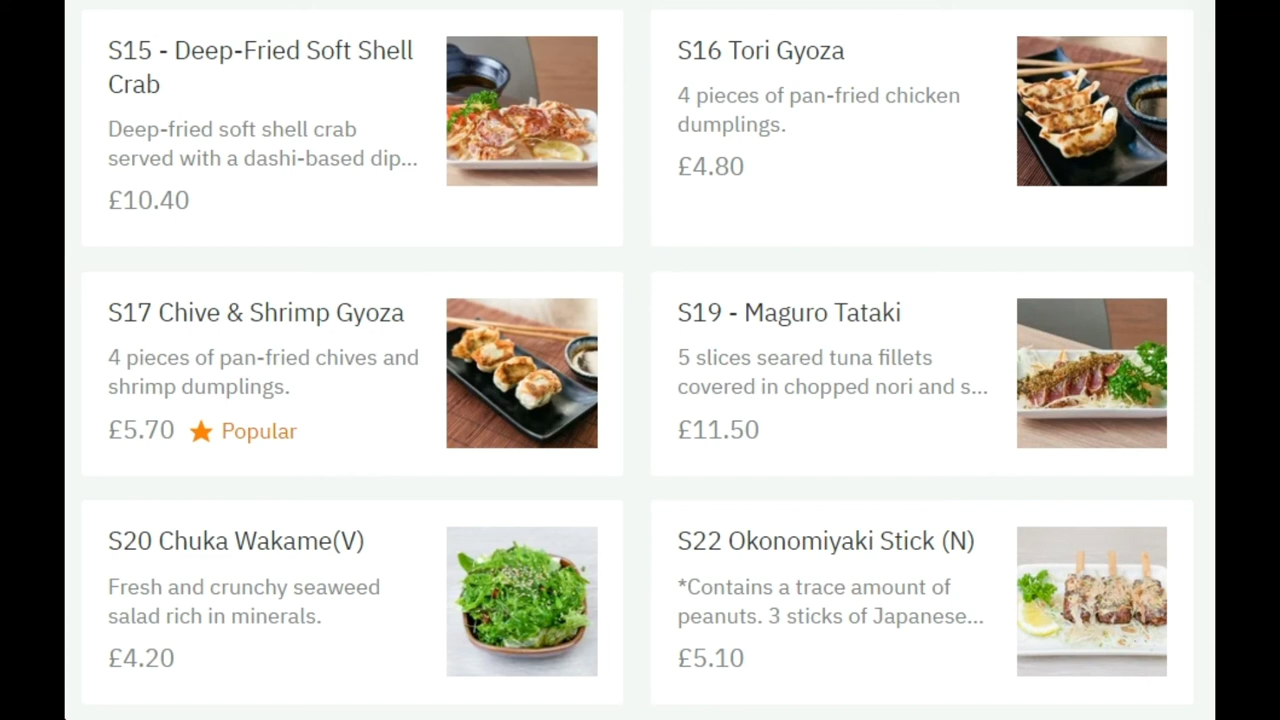 S15 - Deep-Fried Soft Shell
Crab
Deep-fried soft shell crab
served with a dashi-based dip...
£10.40
S16 Tori Gyoza
4 pieces of pan-fried chicken
dumplings.
£4.80
S17 Chive & Shrimp Gyoza
4 pieces of pan-fried chives and
shrimp dumplings.
£5.70 Popular
S19 - Maguro Tataki
5 slices seared tuna fillets
covered in chopped nori and s...
£11.50
S20 Chuka Wakame(V)
Fresh and crunchy seaweed
salad rich in minerals.
£4.20
S22 Okonomiyaki Stick (N)
*Contains a trace amount of
peanuts. 3 sticks of Japanese...
£5.10